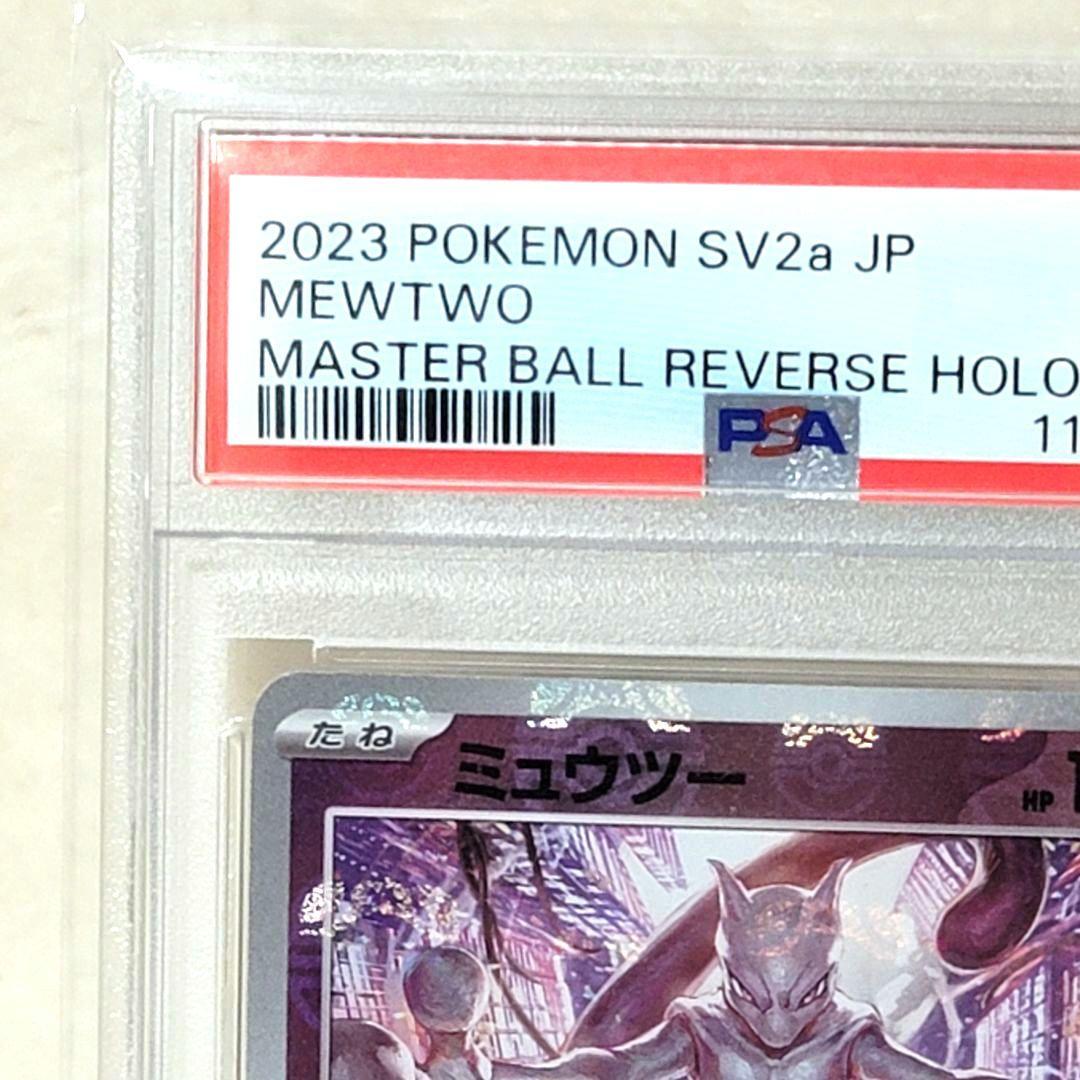 2023 POKEMON SV2a JP
MEWTWO
MASTER BALL REVERSE HOLO
PSA
11
たね
ミュウツー
HP